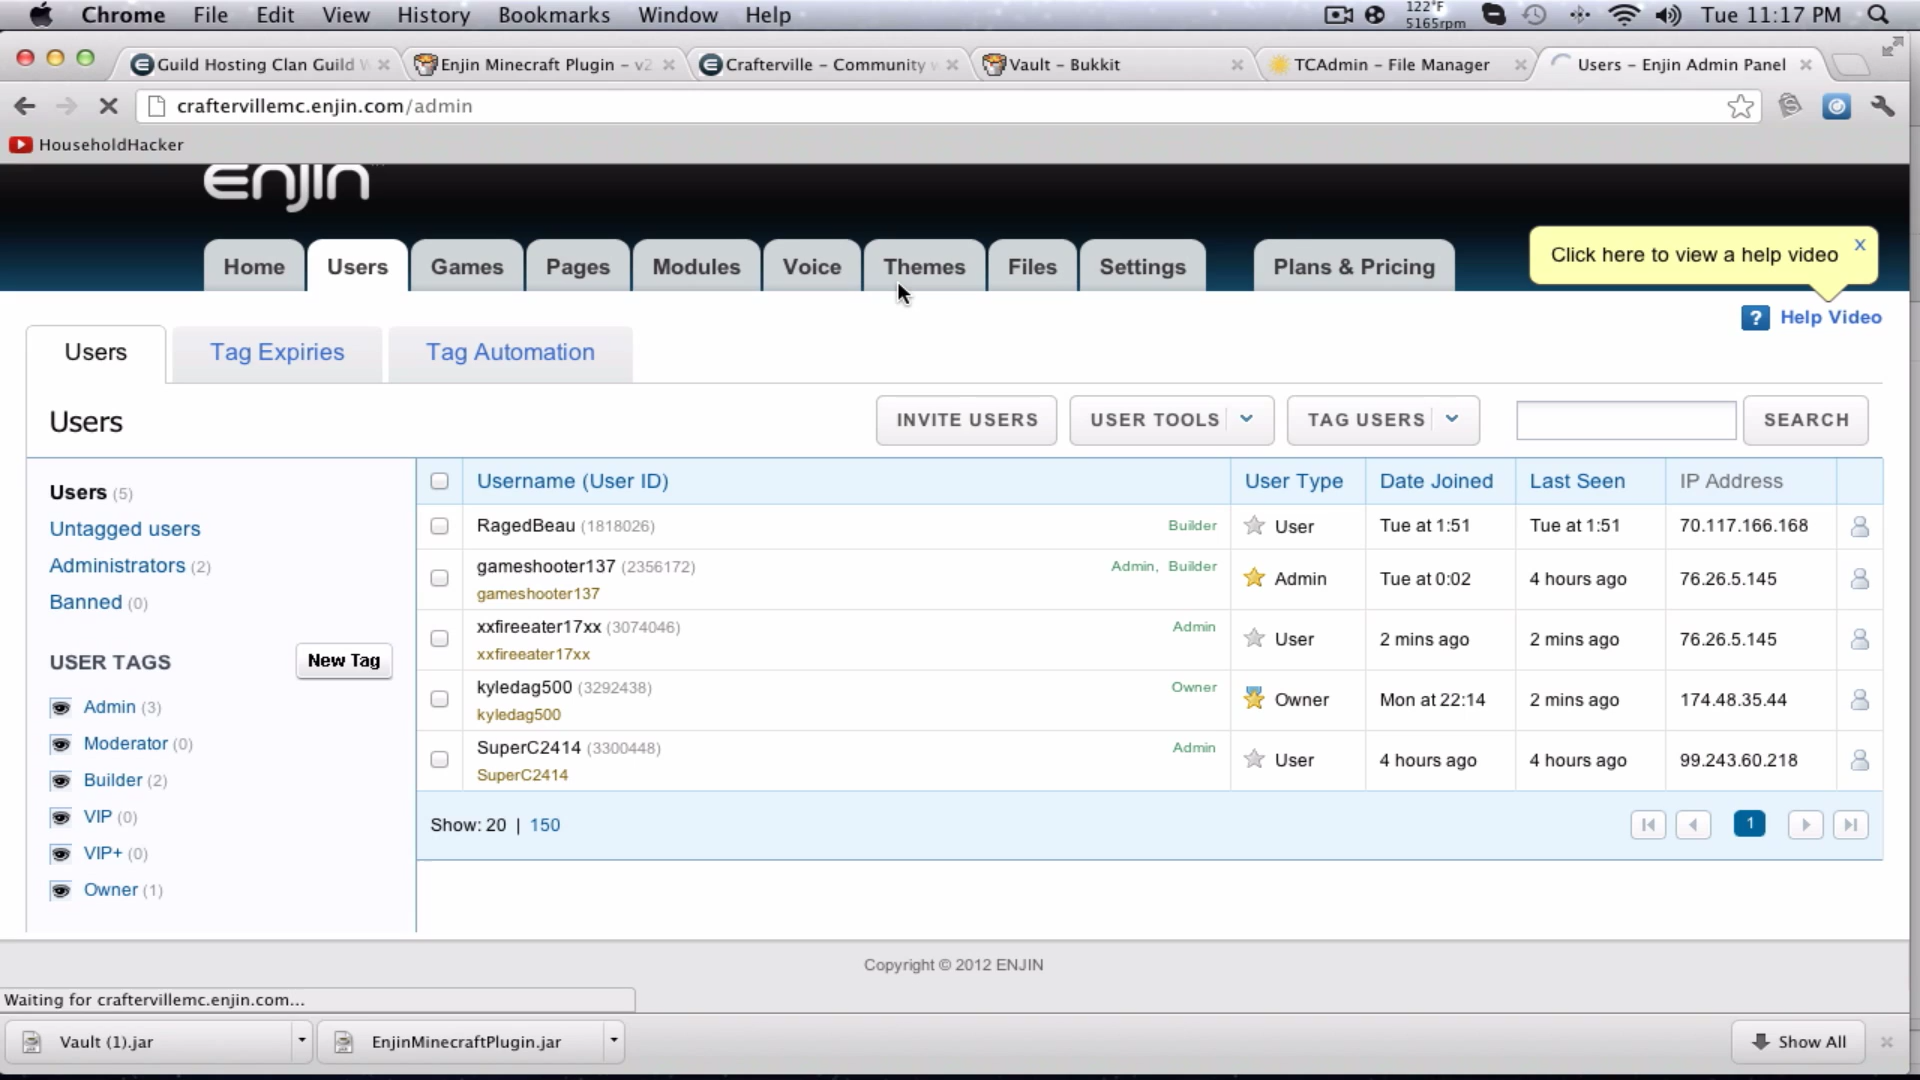 Chrome File Edit View History Bookmarks Window Help 122°F 5165rpm Tue 11:17 PM
Guild Hosting Clan Guild W Enjin Minecraft Plugin – v2 Crafterville – Community w Vault – Bukkit TCAdmin – File Manager Users – Enjin Admin Panel
craftervillemc.enjin.com/admin
HouseholdHacker
enjin
Home Users Games Pages Modules Voice Themes Files Settings Plans & Pricing
Click here to view a help video x
? Help Video
Users Tag Expiries Tag Automation
Users INVITE USERS USER TOOLS TAG USERS SEARCH
Users (5)
Untagged users
Administrators (2)
Banned (0)
USER TAGS New Tag
Admin (3)
Moderator (0)
Builder (2)
VIP (0)
VIP+ (0)
Owner (1)
Username (User ID) User Type Date Joined Last Seen IP Address
RagedBeau (1818026) Builder User Tue at 1:51 Tue at 1:51 70.117.166.168
gameshooter137 (2356172) Admin, Builder Admin Tue at 0:02 4 hours ago 76.26.5.145
gameshooter137
xxfireeater17xx (3074046) Admin User 2 mins ago 2 mins ago 76.26.5.145
xxfireeater17xx
kyledag500 (3292438) Owner Owner Mon at 22:14 2 mins ago 174.48.35.44
kyledag500
SuperC2414 (3300448) Admin User 4 hours ago 4 hours ago 99.243.60.218
SuperC2414
Show: 20 | 150 1
Copyright © 2012 ENJIN
Waiting for craftervillemc.enjin.com...
Vault (1).jar EnjinMinecraftPlugin.jar Show All